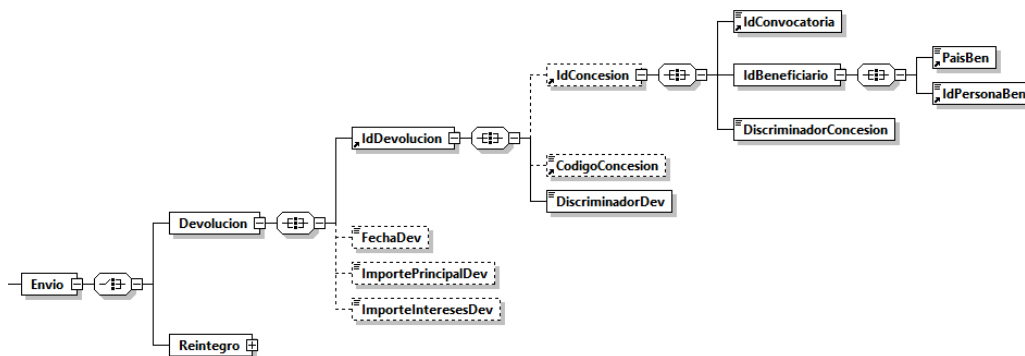 IdConvocatoria
IdConcesion
IdBeneficiario
PaisBen
IdPersonaBen
DiscriminadorConcesion
IdDevolucion
CodigoConcesion
DiscriminadorDev
Devolucion
FechaDev
ImportePrincipalDev
Envio
ImporteInteresesDev
Reintegro